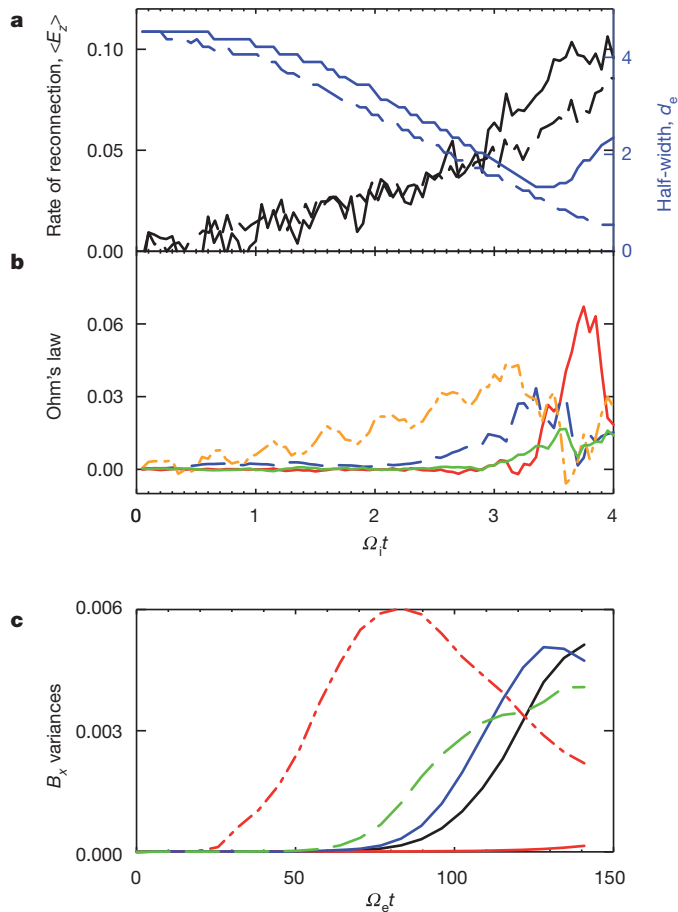 a
0.10
0.05
0.00
Rate of reconnection, ⟨E_z⟩
4
2
0
Half-width, d_e
b
0.06
0.03
0.00
Ohm's law
0
1
2
3
4
Ω_i t
c
0.006
0.003
0.000
B_x variances
0
50
100
150
Ω_e t